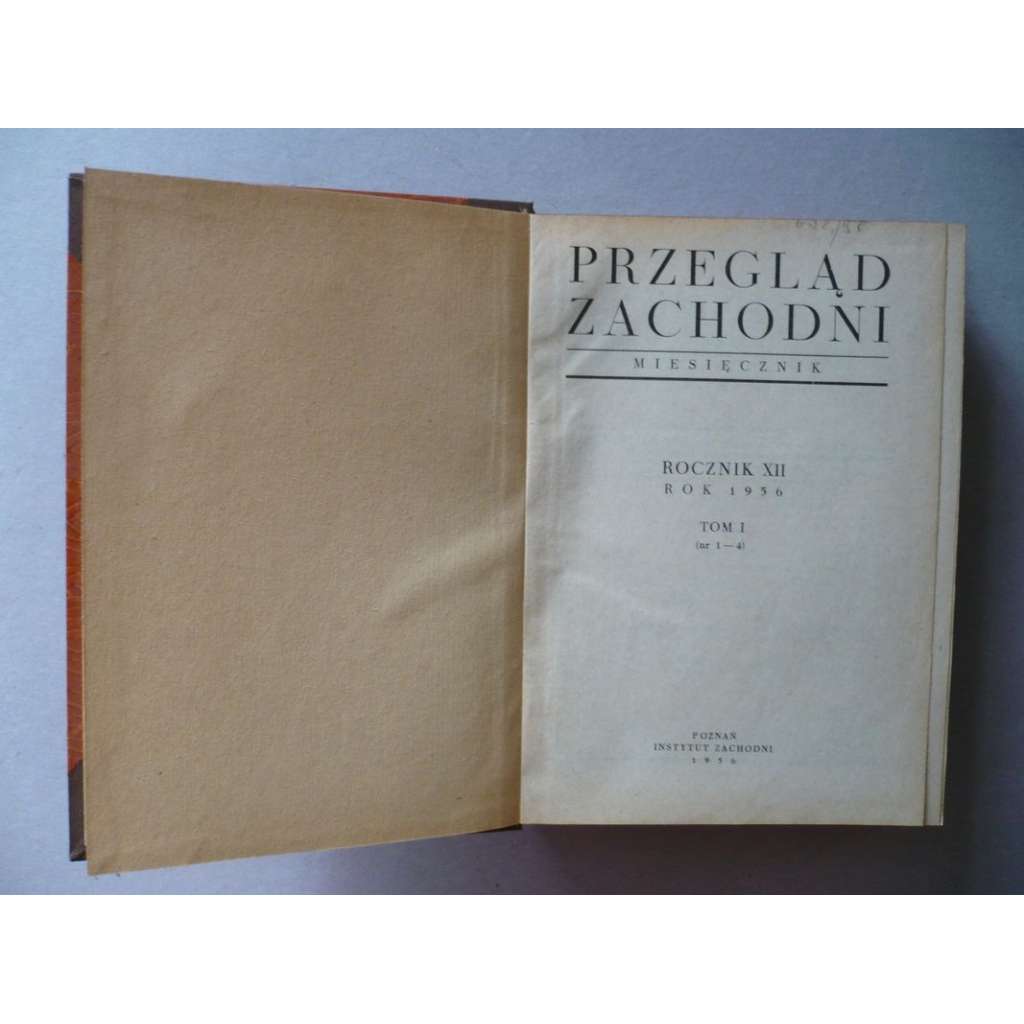 PRZEGLĄD
ZACHODNI
MIESIĘCZNIK
ROCZNIK XII
ROK 1956
TOM I
(nr 1—4)
POZNAŃ
INSTYTUT ZACHODNI
1956